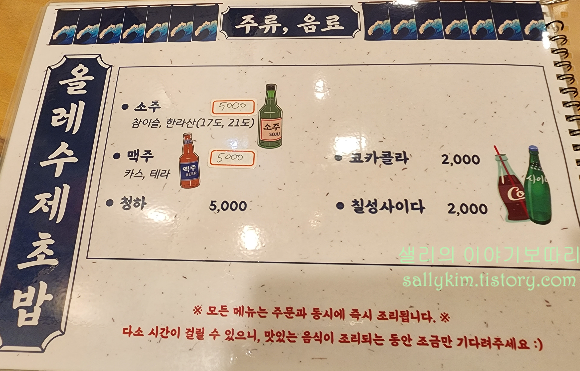 주류, 음료
올레수제초밥
• 소주 5000
참이슬, 한라산(17도, 21도)
소주
• 맥주 5000
카스, 테라
맥주
• 청하 5,000
• 코카콜라 2,000
• 칠성사이다 2,000
Co
사이다
샐리의 이야기보따리
sallykim.tistory.com
※ 모든 메뉴는 주문과 동시에 즉시 조리됩니다. ※
다소 시간이 걸릴 수 있으니, 맛있는 음식이 조리되는 동안 조금만 기다려주세요 :)